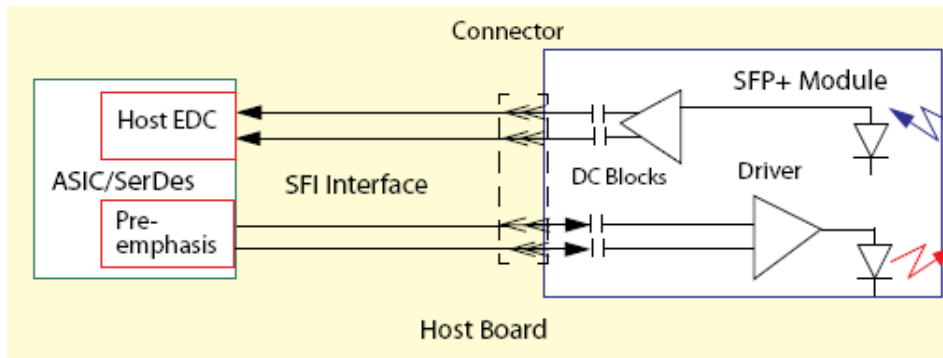 Connector
SFP+ Module
Host EDC
ASIC/SerDes
SFI Interface
DC Blocks
Driver
Pre-
emphasis
Host Board